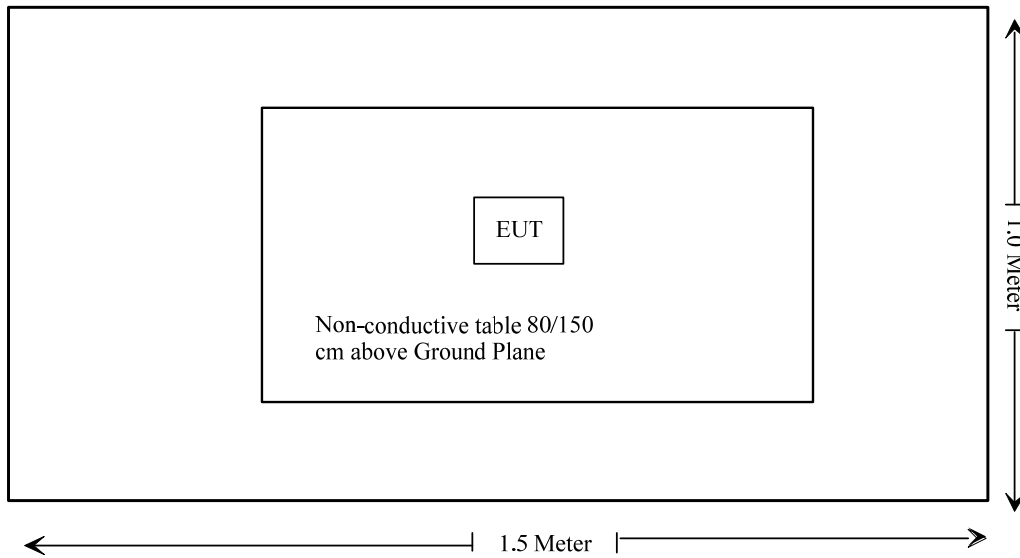 EUT
1.0 Meter
Non-conductive table 80/150
cm above Ground Plane
1.5 Meter